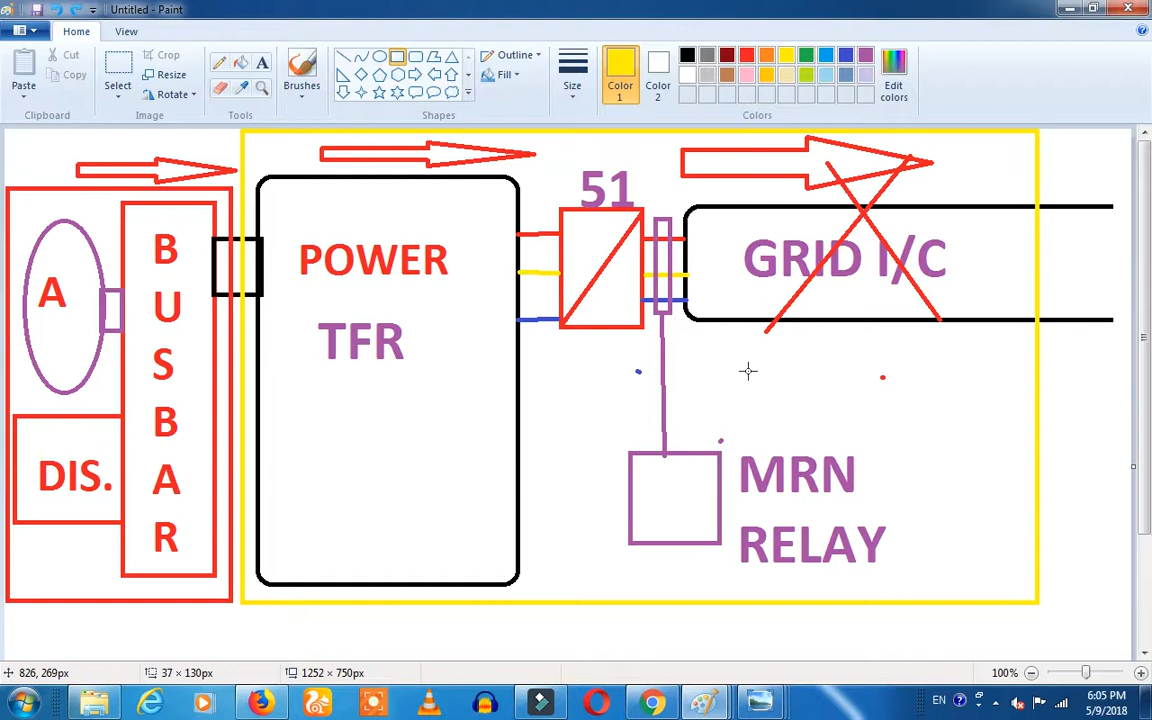 Untitled - Paint
Home
View
Paste
Cut
Copy
Clipboard
Select
Crop
Resize
Rotate
Image
A
Tools
Brushes
Outline
Fill
Shapes
Size
Color
1
Color
2
Edit
colors
Colors
A
DIS.
B
U
S
B
A
R
POWER
TFR
51
GRID I/C
MRN
RELAY
826, 269px
37 × 130px
1252 × 750px
100%
EN
6:05 PM
5/9/2018